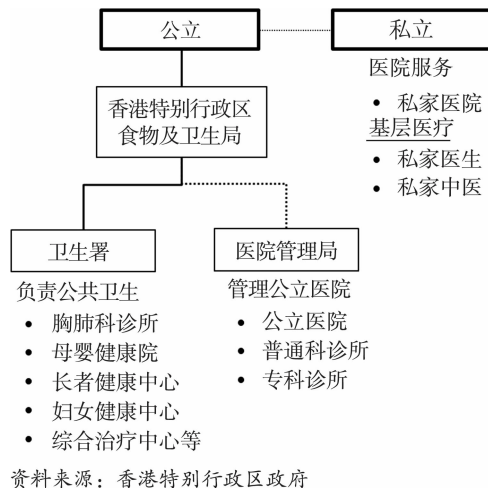 公立
私立
医院服务
• 私家医院
基层医疗
• 私家医生
• 私家中医
香港特别行政区
食物及卫生局
卫生署
负责公共卫生
• 胸肺科诊所
• 母婴健康院
• 长者健康中心
• 妇女健康中心
• 综合治疗中心等
医院管理局
管理公立医院
• 公立医院
• 普通科诊所
• 专科诊所
资料来源：香港特别行政区政府